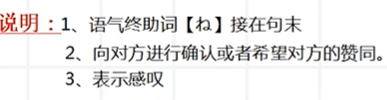 说明：1、语气终助词【ね】接在句末
2、向对方进行确认或者希望对方的赞同。
3、表示感叹